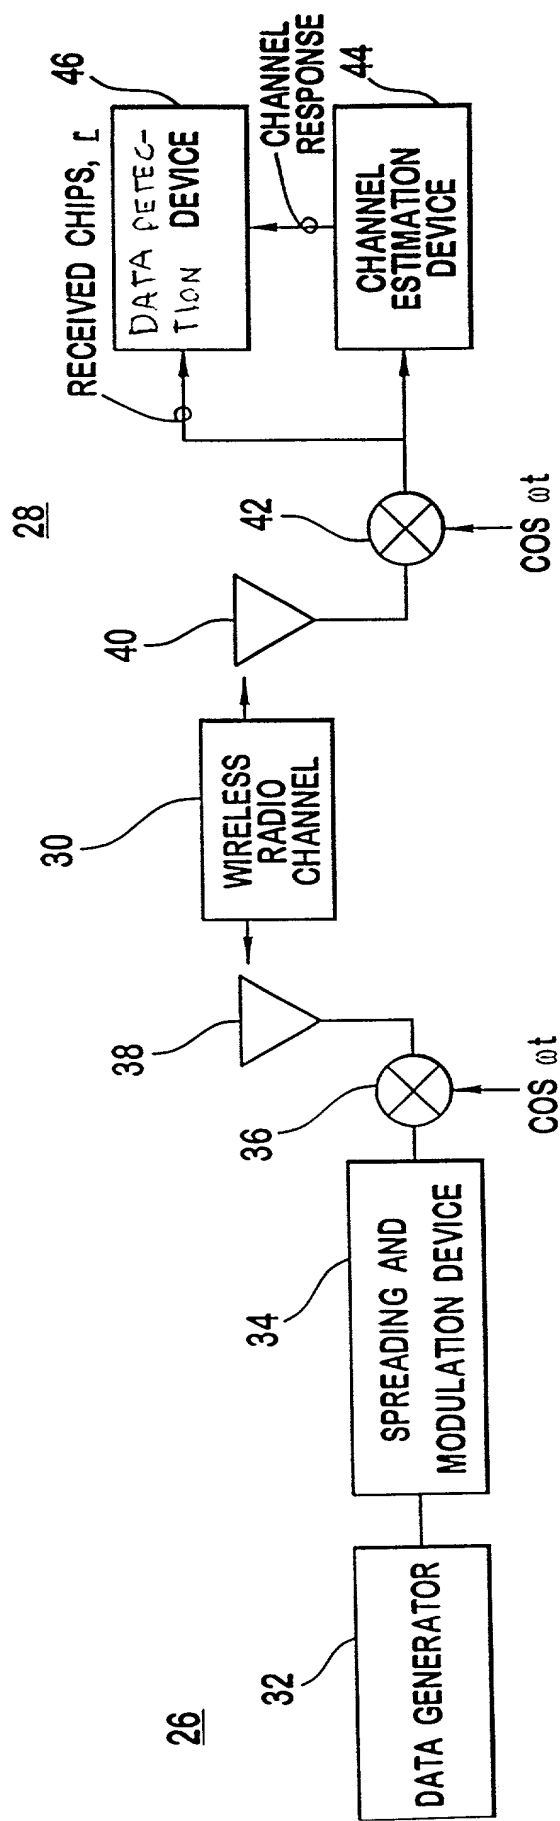 26
32
DATA GENERATOR
34
SPREADING AND
MODULATION DEVICE
36
COS ωt
38
30
WIRELESS
RADIO
CHANNEL
28
40
42
COS ωt
RECEIVED CHIPS, r
46
DATA DETEC-
TION DEVICE
CHANNEL
RESPONSE
44
CHANNEL
ESTIMATION
DEVICE